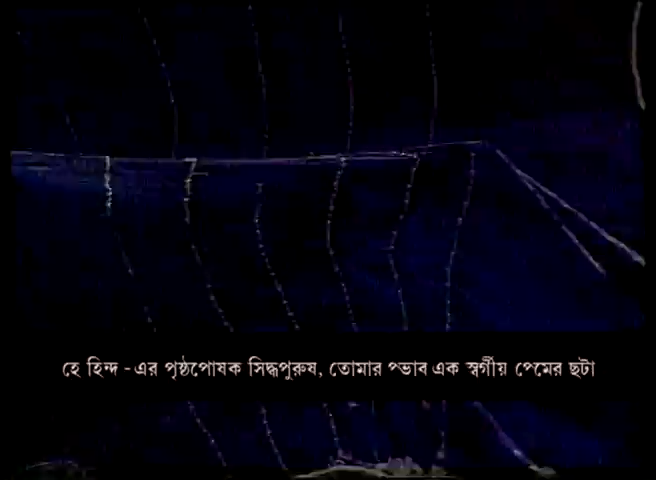 হে হিন্দ - এর পৃষ্ঠপোষক সিদ্ধপুরুষ, তোমার প্ভাব এক স্বর্গীয় পেমের ছটা